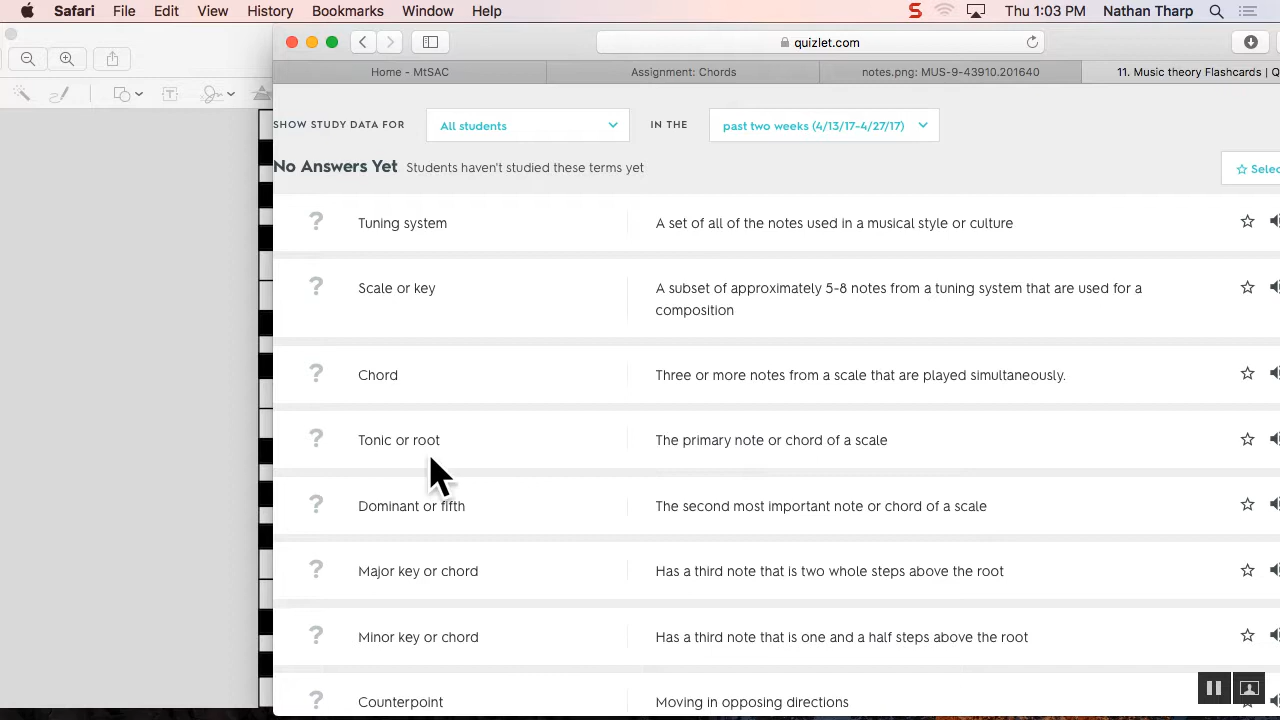 Safari File Edit View History Bookmarks Window Help Thu 1:03 PM Nathan Tharp
quizlet.com
Home - MtSAC Assignment: Chords notes.png: MUS-9-43910.201640 11. Music theory Flashcards | Q
SHOW STUDY DATA FOR All students IN THE past two weeks (4/13/17-4/27/17)
No Answers Yet Students haven't studied these terms yet Selec
? Tuning system A set of all of the notes used in a musical style or culture
? Scale or key A subset of approximately 5-8 notes from a tuning system that are used for a
composition
? Chord Three or more notes from a scale that are played simultaneously.
? Tonic or root The primary note or chord of a scale
? Dominant or fifth The second most important note or chord of a scale
? Major key or chord Has a third note that is two whole steps above the root
? Minor key or chord Has a third note that is one and a half steps above the root
? Counterpoint Moving in opposing directions